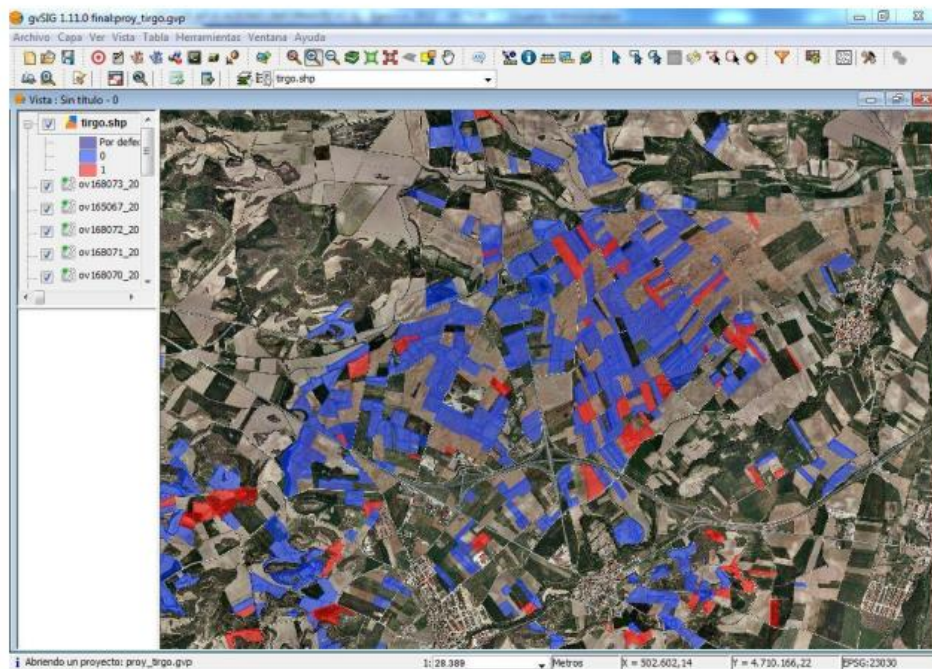 gvSIG 1.11.0 final:proy_tirgo.gvp
Archivo Capa Ver Vista Tabla Herramientas Ventana Ayuda
tirgo.shp
Vista : Sin título - 0
tirgo.shp
Por defec
0
1
ov168073_20
ov165067_20
ov168072_20
ov168071_20
ov168070_20
Abriendo un proyecto: proy_tirgo.gvp 1: 28.389 Metros X = 502.602,14 Y = 4.710.166,22 EPSG:23030